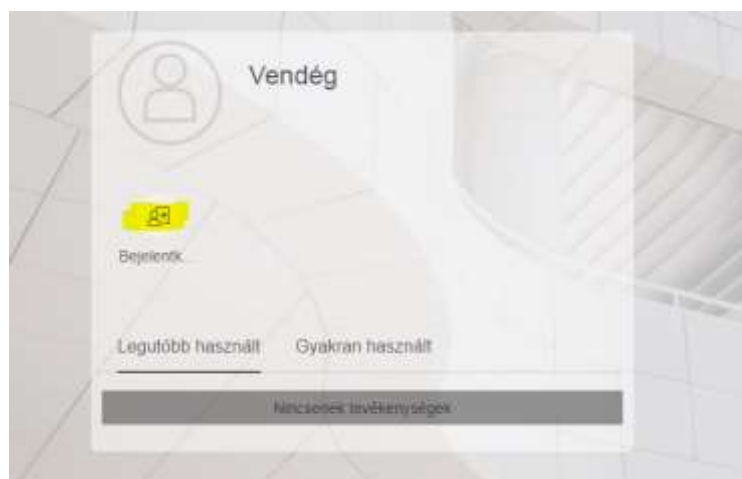 Vendég
Bejelentk...
Legutóbb használt
Gyakran használt
Nincsenek tevékenységek